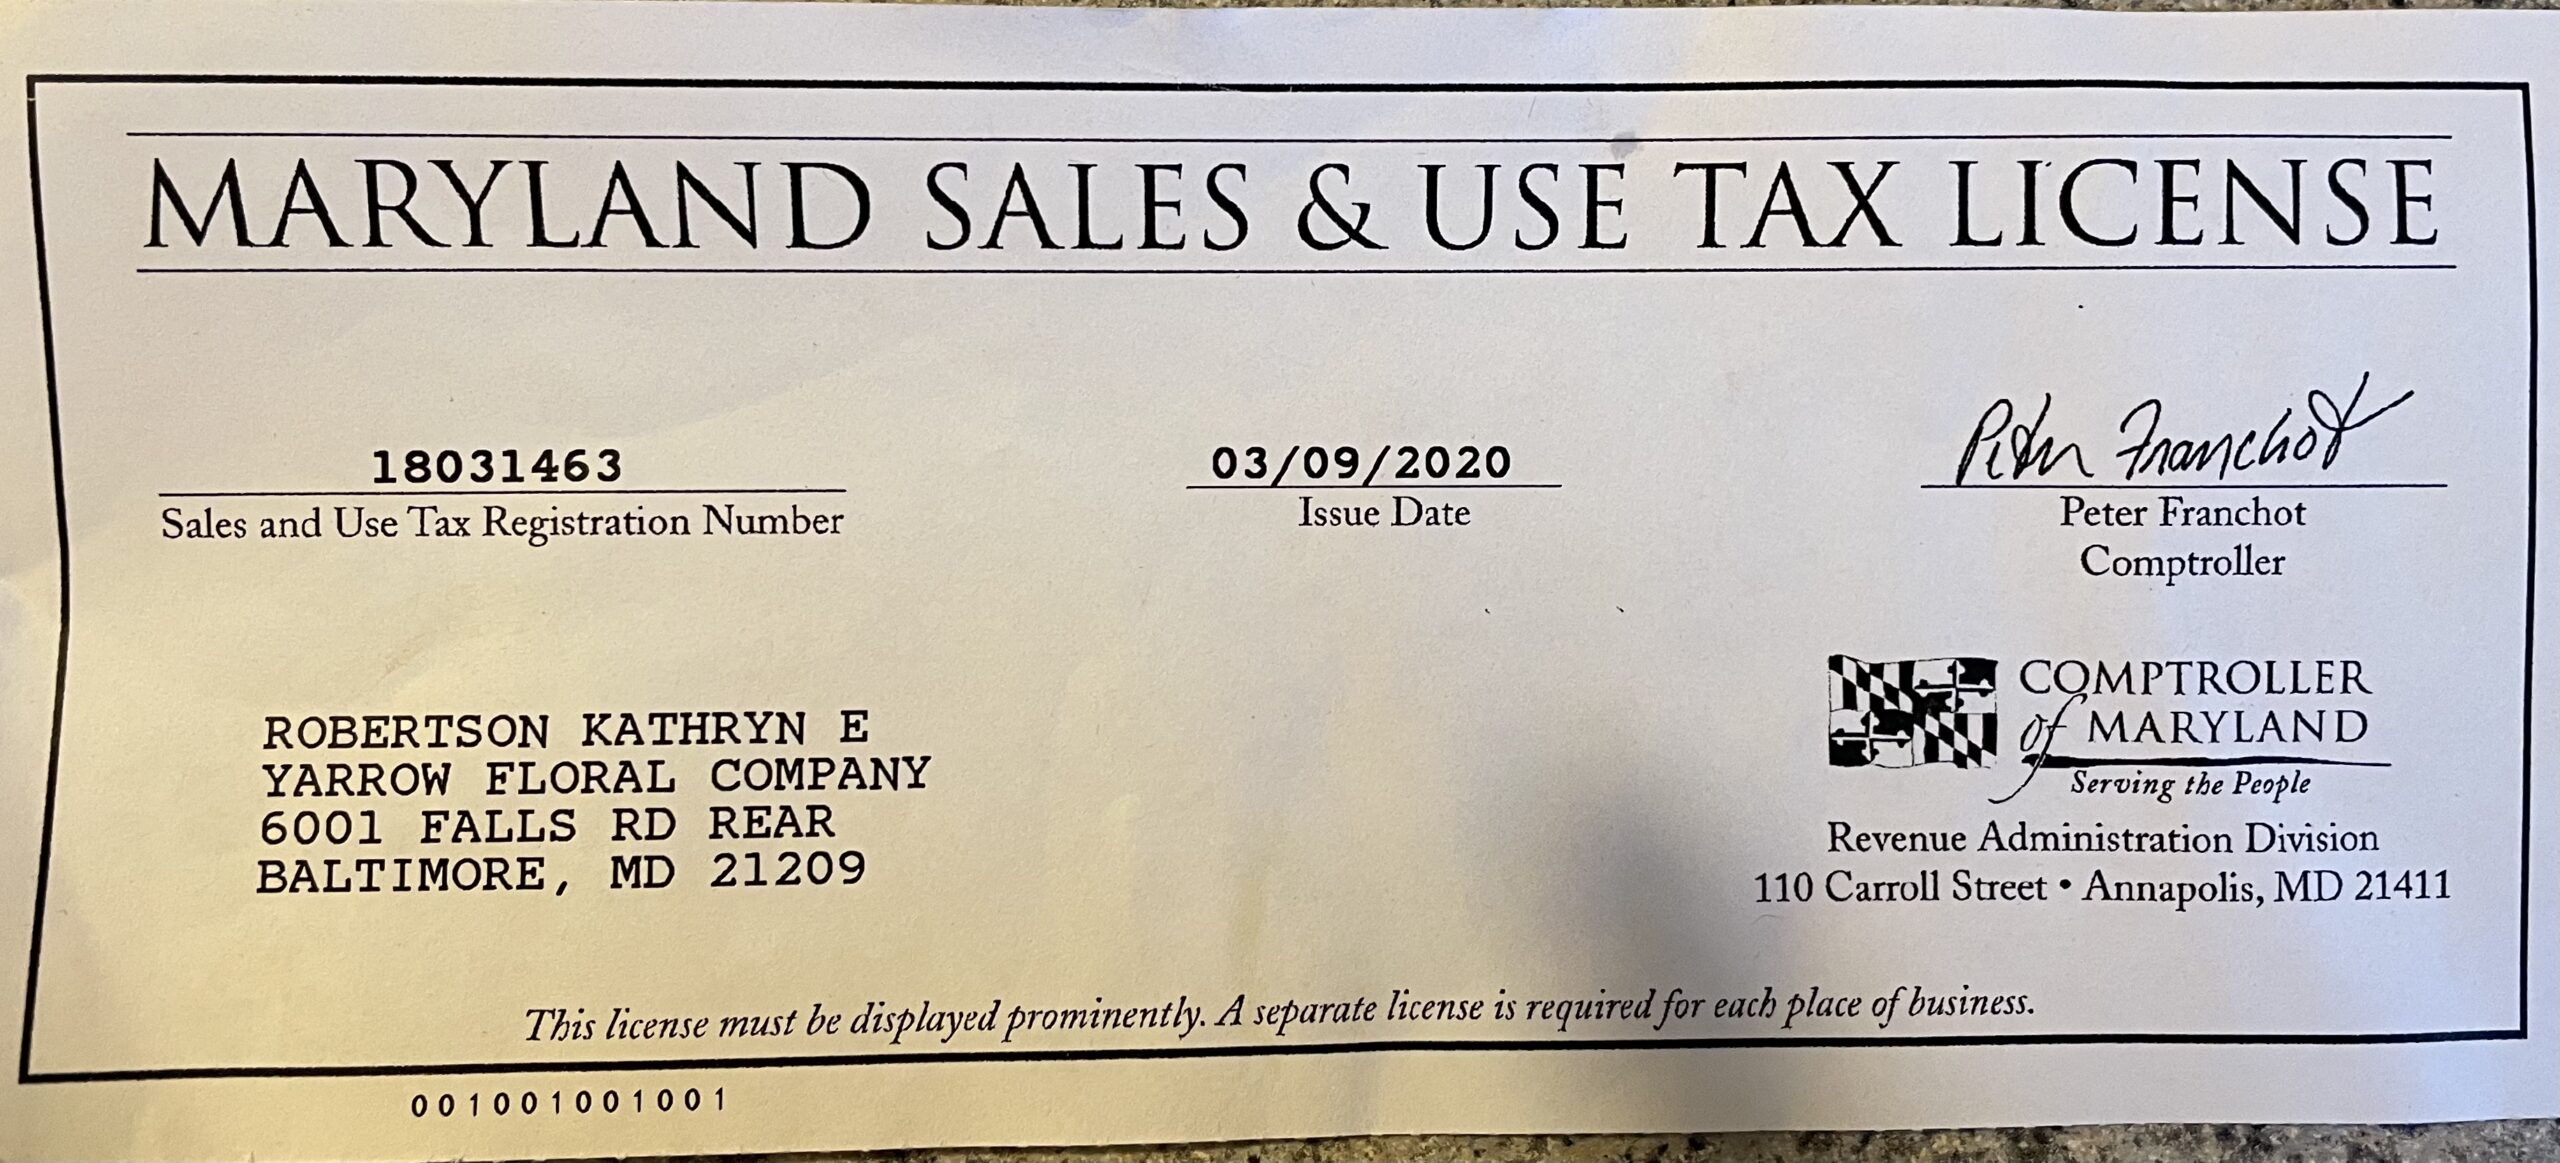 MARYLAND SALES & USE TAX LICENSE
18031463
Sales and Use Tax Registration Number
03/09/2020
Issue Date
Peter Franchot
Peter Franchot
Comptroller
ROBERTSON KATHRYN E
YARROW FLORAL COMPANY
6001 FALLS RD REAR
BALTIMORE, MD 21209
COMPTROLLER
of MARYLAND
Serving the People
Revenue Administration Division
110 Carroll Street • Annapolis, MD 21411
This license must be displayed prominently. A separate license is required for each place of business.
001001001001